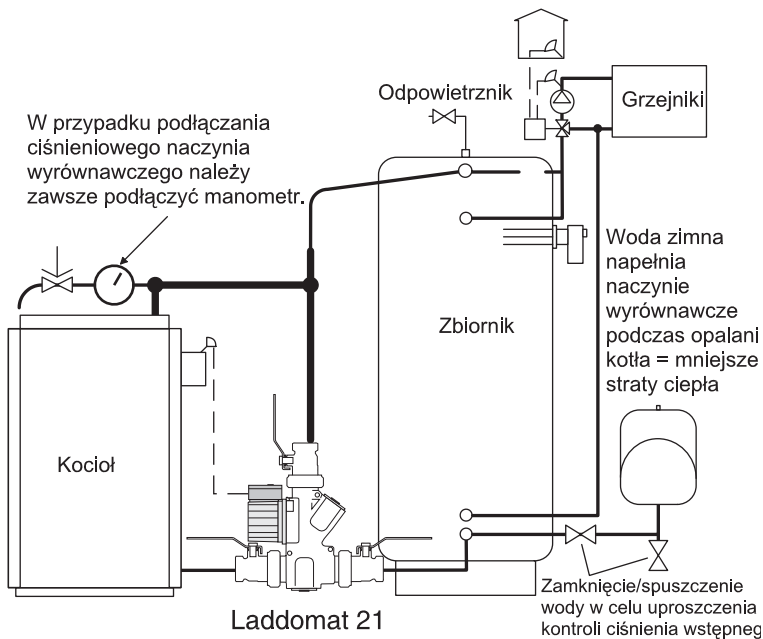 Odpowietrznik
Grzejniki
W przypadku podłączania
ciśnieniowego naczynia
wyrównawczego należy
zawsze podłączyć manometr.
Woda zimna
napełnia
naczynie
wyrównawcze
podczas opalani
kotła = mniejsze
straty ciepła
Zbiornik
Kocioł
Laddomat 21
Zamknięcie/spuszczenie
wody w celu uproszczenia
kontroli ciśnienia wstępneg